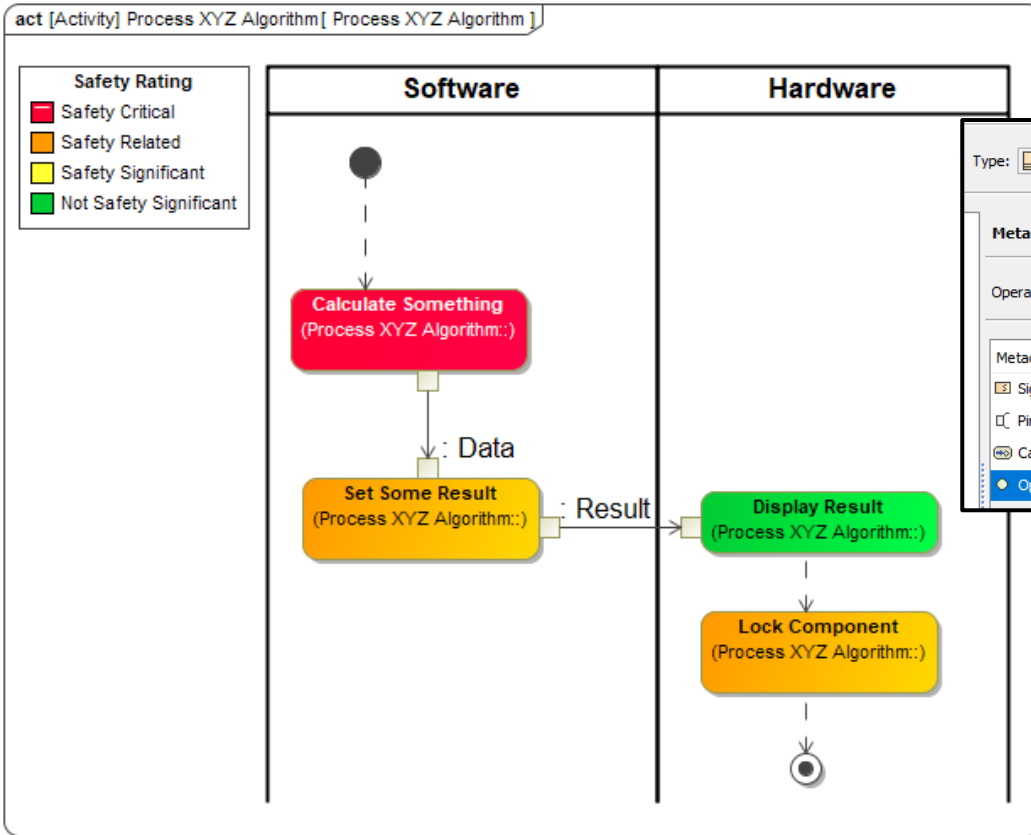 act [Activity] Process XYZ Algorithm[ Process XYZ Algorithm ]
Safety Rating
Safety Critical
Safety Related
Safety Significant
Not Safety Significant
Software
Hardware
Calculate Something
(Process XYZ Algorithm::)
: Data
Set Some Result
(Process XYZ Algorithm::)
: Result
Display Result
(Process XYZ Algorithm::)
Lock Component
(Process XYZ Algorithm::)
Type: